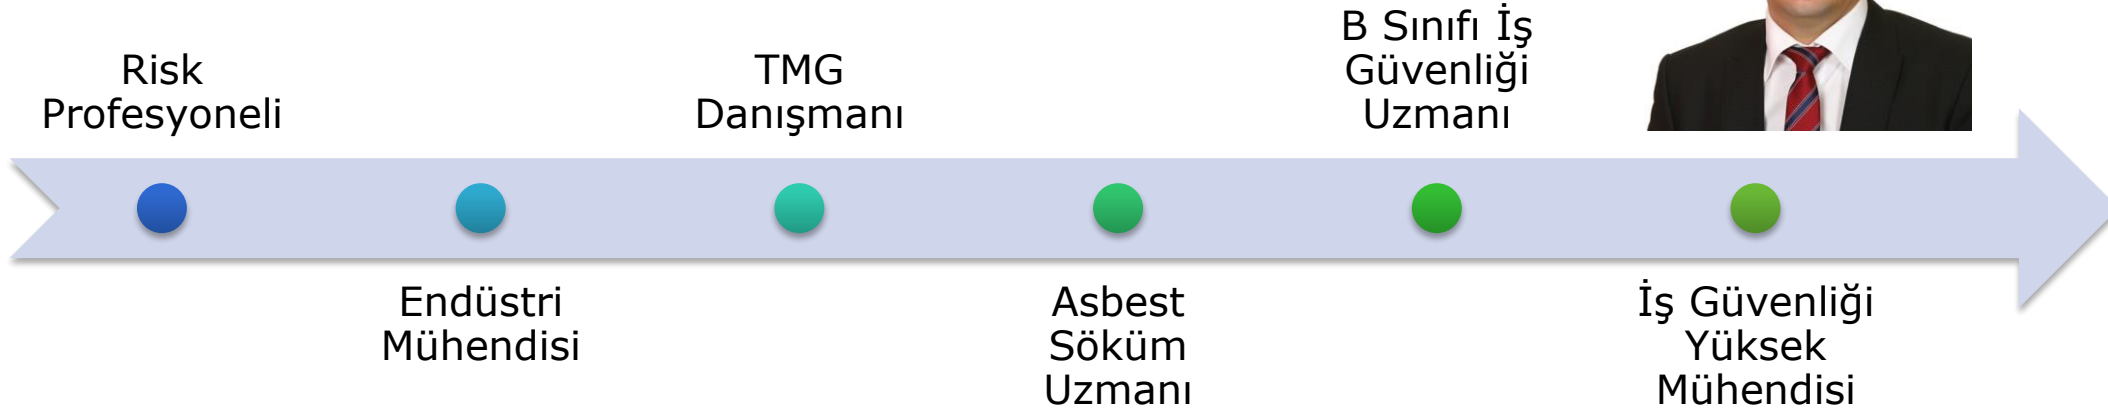 Risk
Profesyoneli
Endüstri
Mühendisi
TMG
Danışmanı
Asbest
Söküm
Uzmanı
B Sınıfı İş
Güvenliği
Uzmanı
İş Güvenliği
Yüksek
Mühendisi